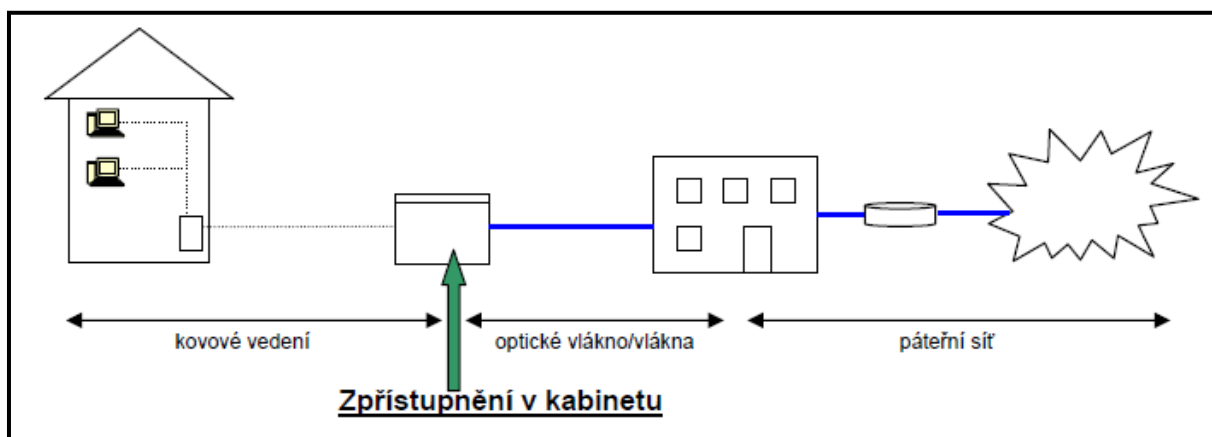 kovové vedení
optické vlákno/vlákna
páteřní síť
Zpřístupnění v kabinetu